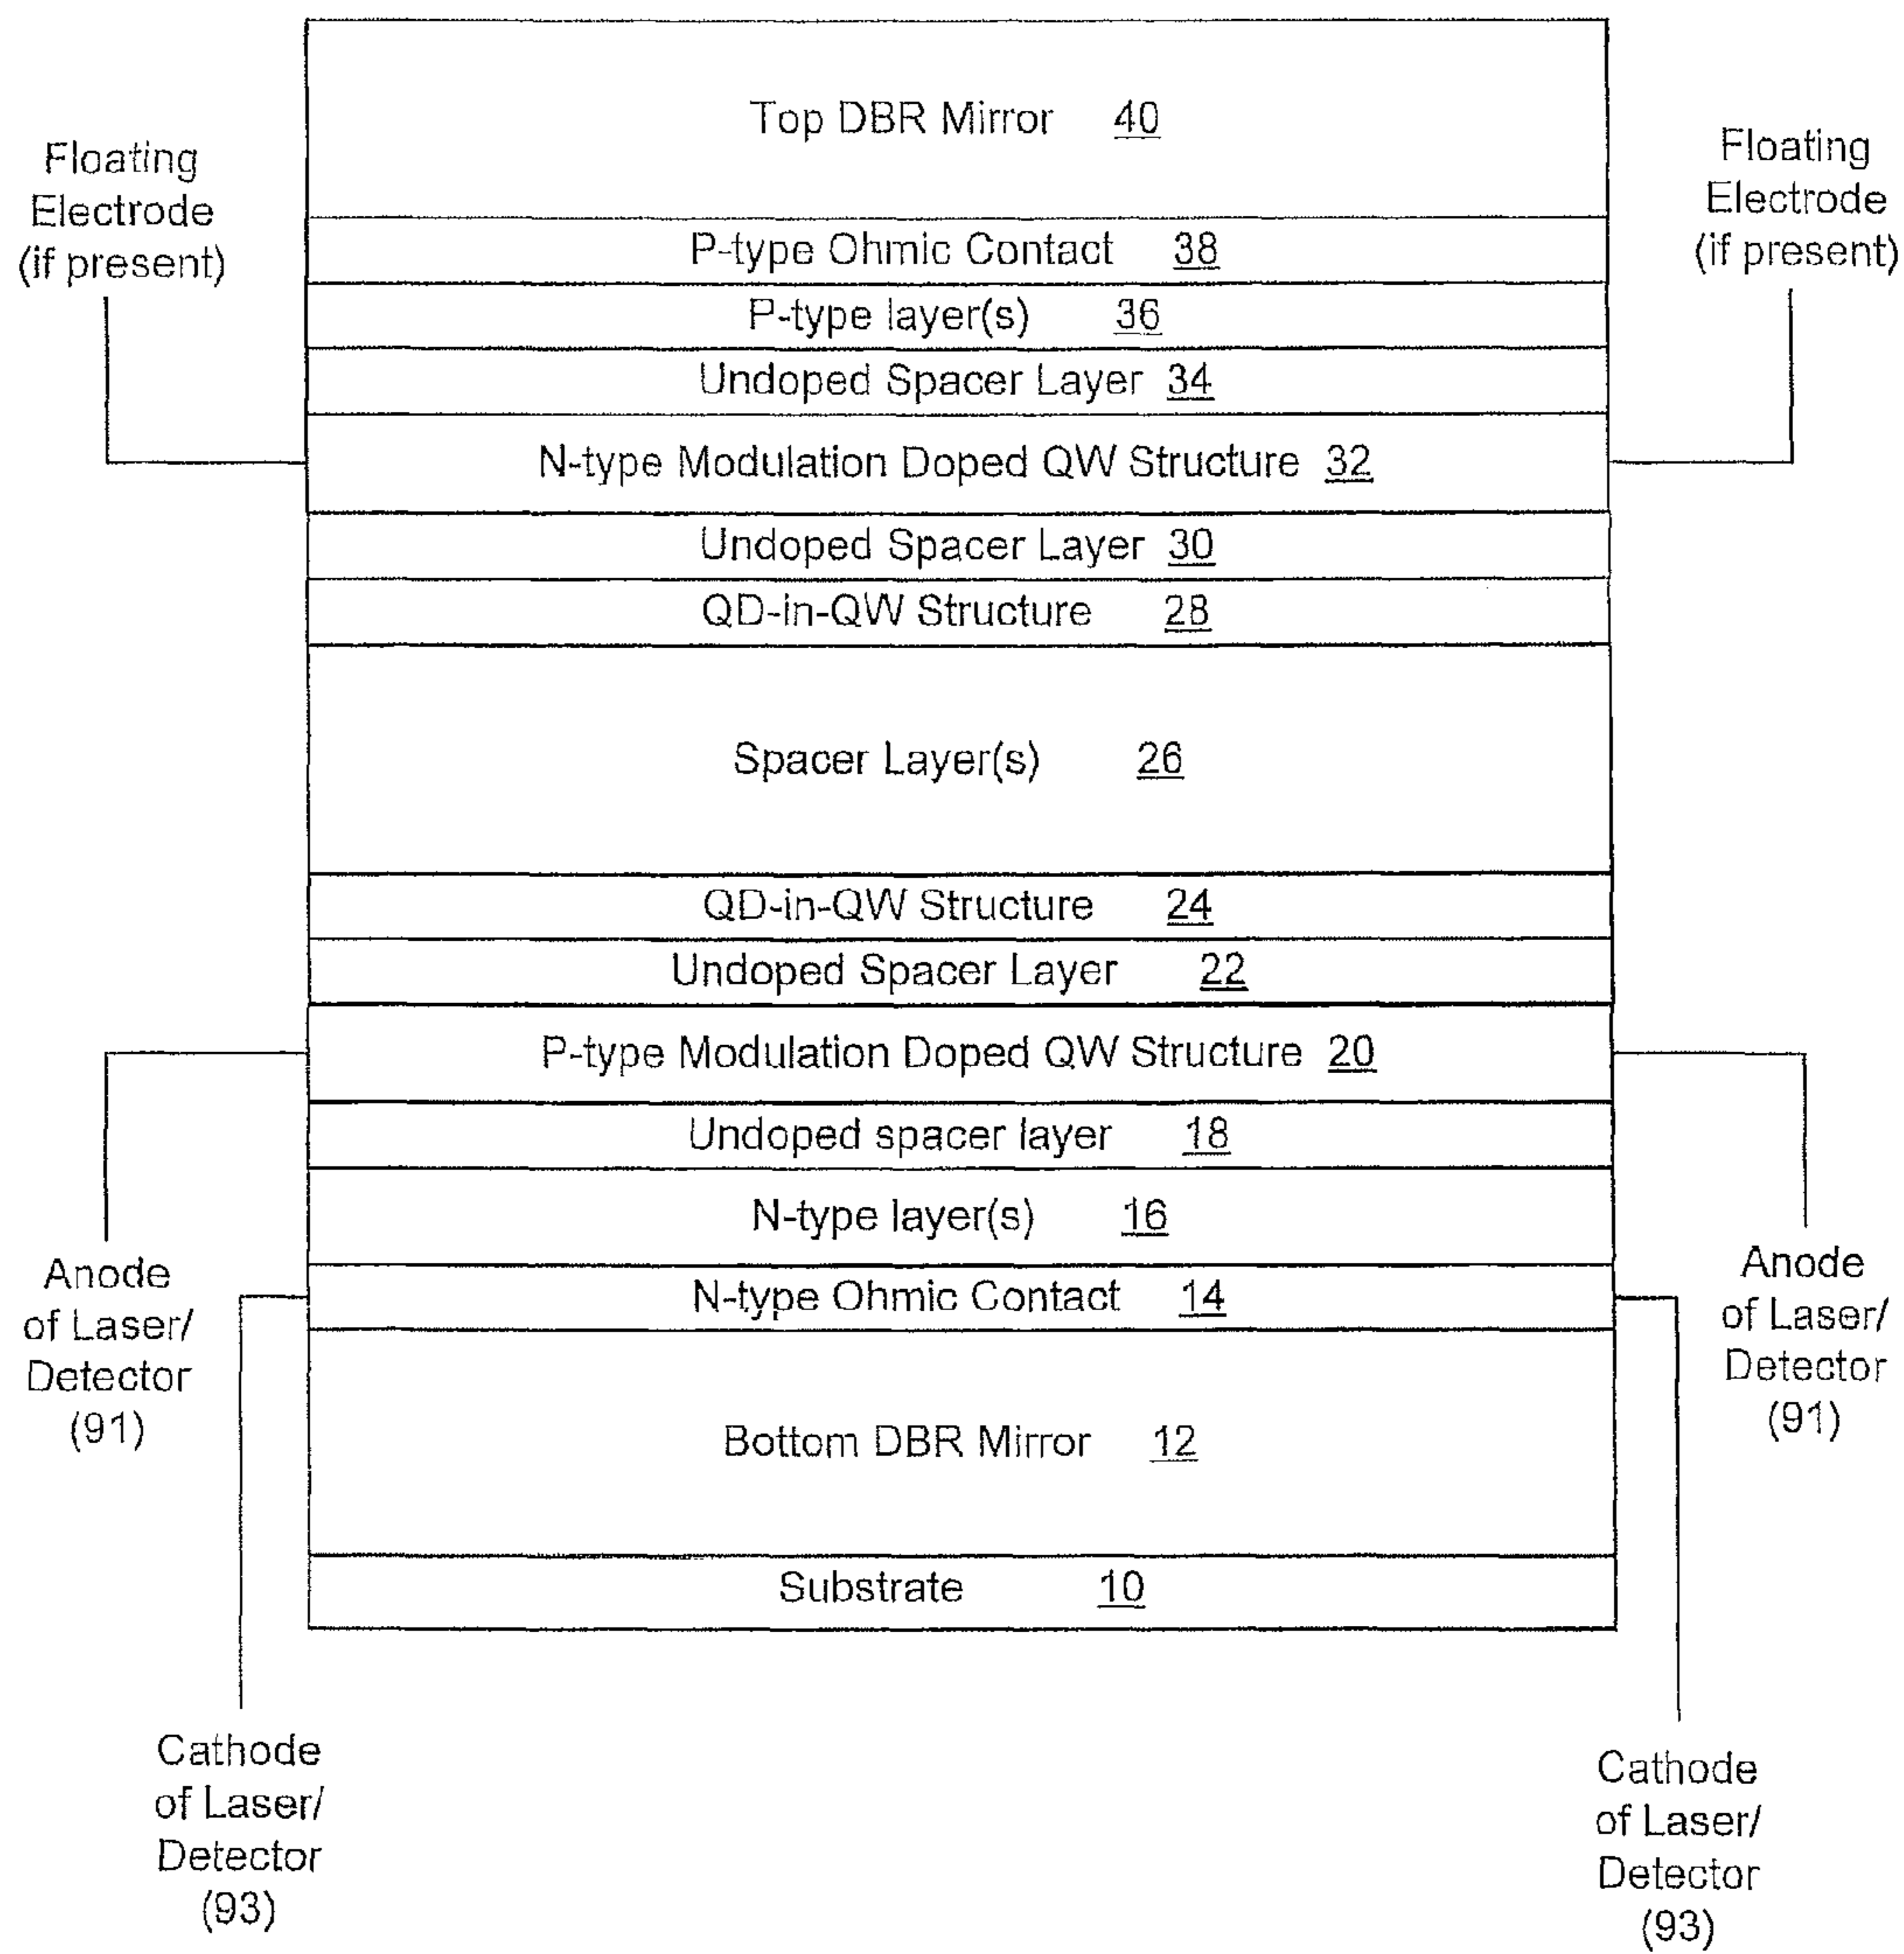 Top DBR Mirror 40
Floating
Electrode
(if present)
Floating
Electrode
(if present)
P-type Ohmic Contact 38
P-type layer(s) 36
Undoped Spacer Layer 34
N-type Modulation Doped QW Structure 32
Undoped Spacer Layer 30
QD-in-QW Structure 28
Spacer Layer(s) 26
QD-in-QW Structure 24
Undoped Spacer Layer 22
P-type Modulation Doped QW Structure 20
Undoped spacer layer 18
N-type layer(s) 16
N-type Ohmic Contact 14
Anode
of Laser/
Detector
(91)
Anode
of Laser/
Detector
(91)
Bottom DBR Mirror 12
Substrate 10
Cathode
of Laser/
Detector
(93)
Cathode
of Laser/
Detector
(93)